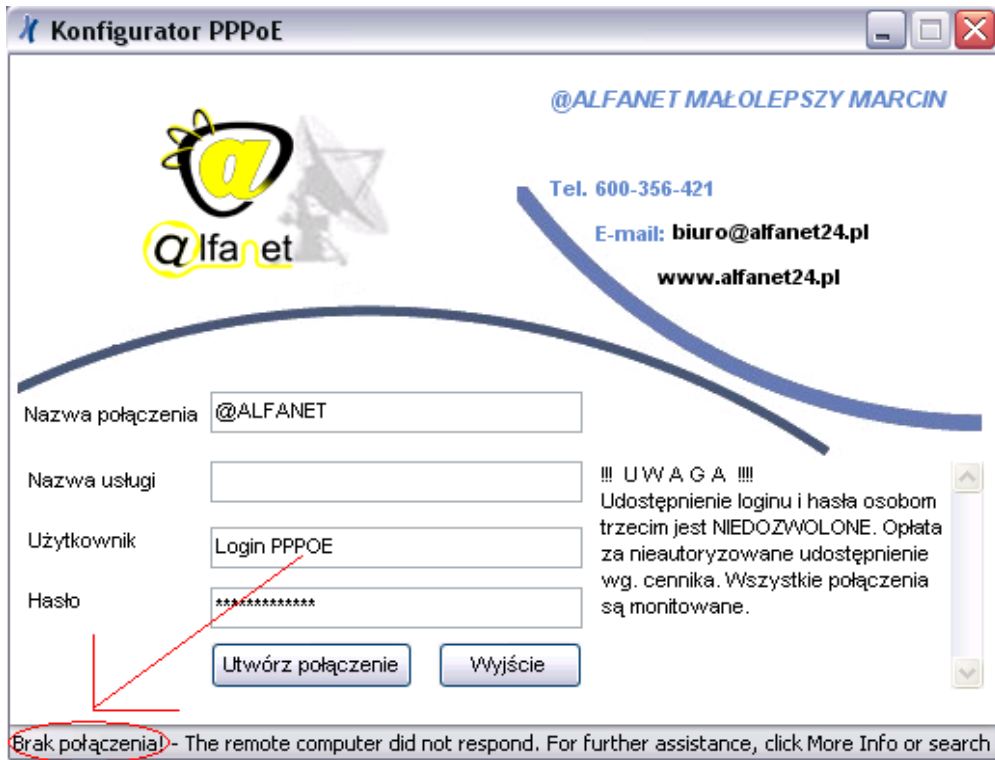 Konfigurator PPPoE
@ALFANET MAŁOLEPSZY MARCIN
Tel. 600-356-421
E-mail: biuro@alfanet24.pl
www.alfanet24.pl
@lfanet
Nazwa połączenia
@ALFANET
Nazwa usługi
Użytkownik
Login PPPOE
Hasło
*************
Utwórz połączenie
Wyjście
!!! U W A G A !!!!
Udostępnienie loginu i hasła osobom
trzecim jest NIEDOZWOLONE. Opłata
za nieautoryzowane udostępnienie
wg. cennika. Wszystkie połączenia
są monitowane.
Brak połączenia! - The remote computer did not respond. For further assistance, click More Info or search